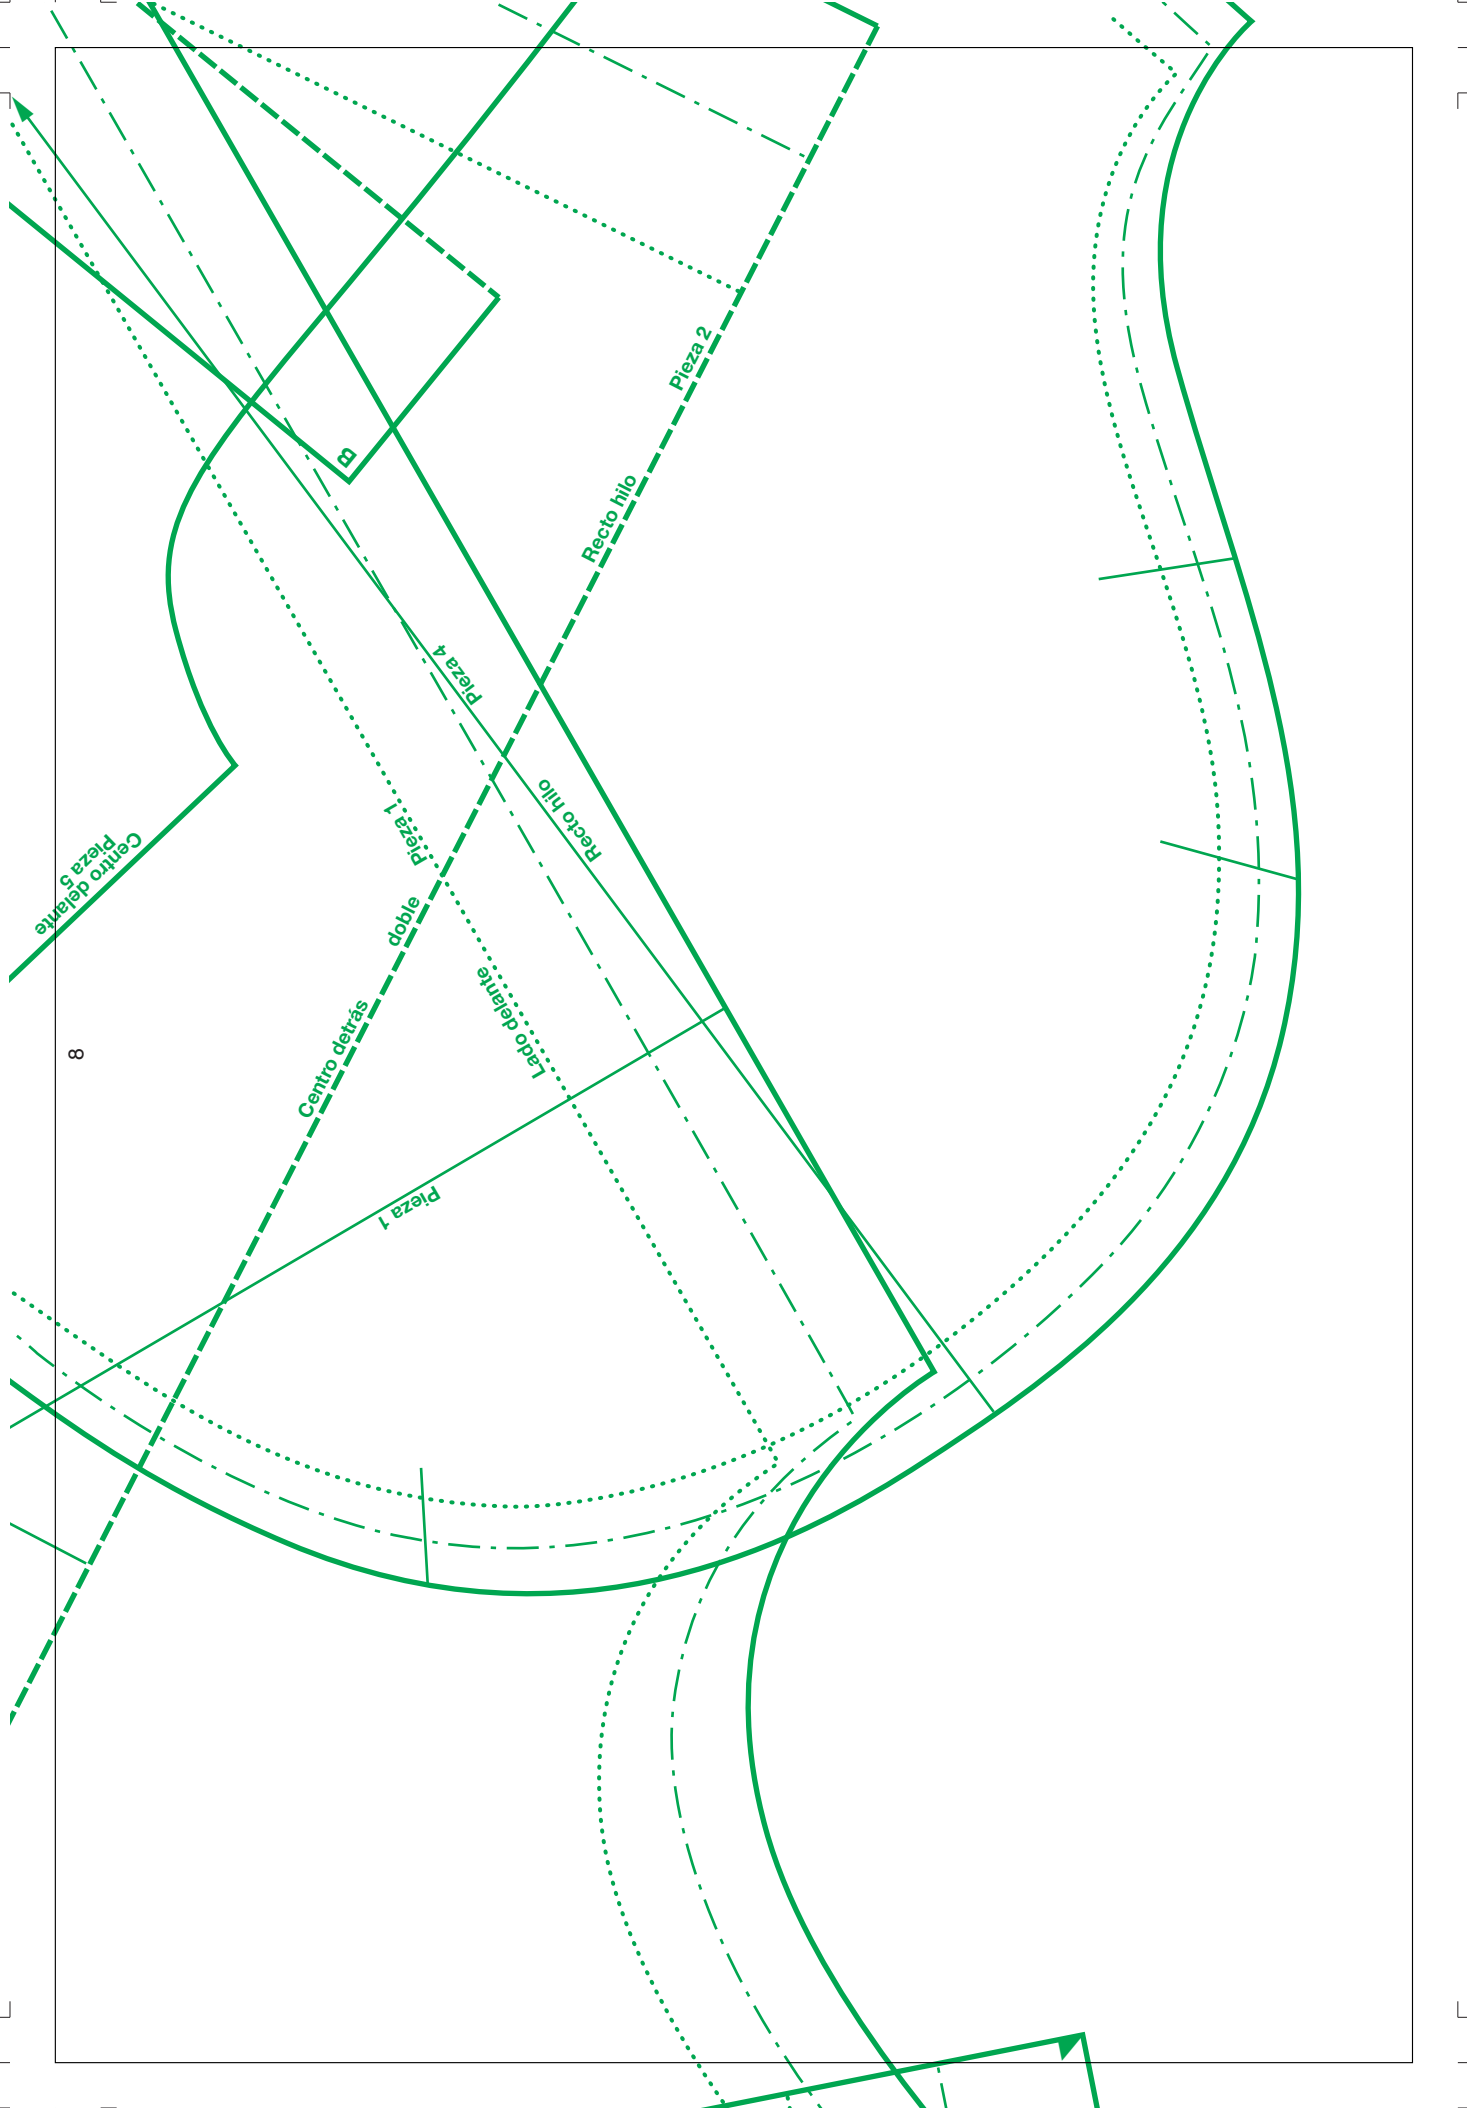 Pieza 2
Recto hilo
doble
Centro detrás
B
Pieza 4
Recto hilo
Pieza 1
Lado delante
Centro delante
Pieza 5
8
Pieza 1